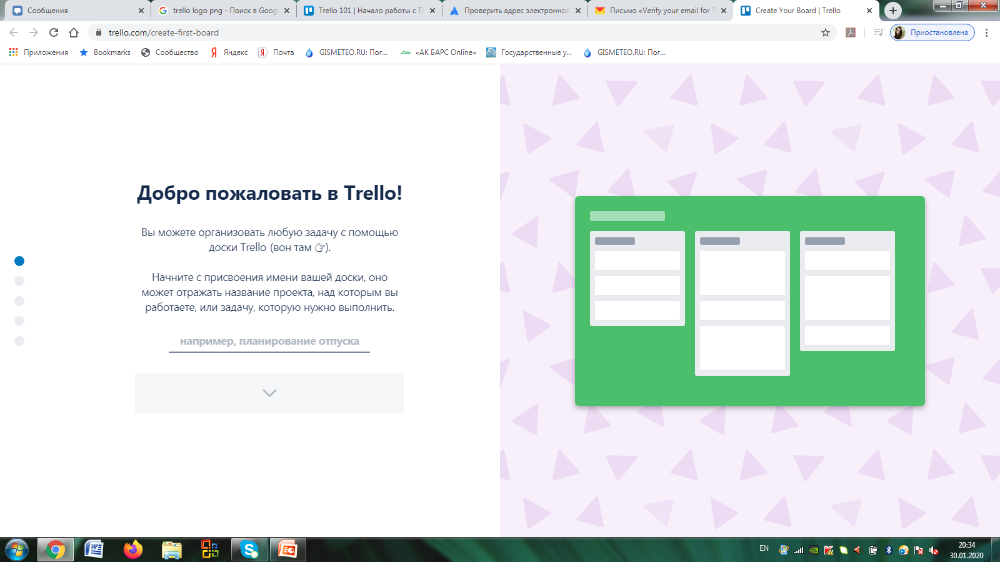 Сообщения
trello logo png - Поиск в Goog
Trello 101 | Начало работы с Tr
Проверить адрес электронной
Письмо «Verify your email for T
Create Your Board | Trello
trello.com/create-first-board
Приостановлена
Приложения
Bookmarks
Сообщество
Яндекс
Почта
GISMETEO.RU: Пог...
«АК БАРС Online»
Государственные у...
GISMETEO.RU: Пог...
Добро пожаловать в Trello!
Вы можете организовать любую задачу с помощью
доски Trello (вон там 👉).
Начните с присвоения имени вашей доски, оно
может отражать название проекта, над которым вы
работаете, или задачу, которую нужно выполнить.
например, планирование отпуска
EN
20:34
30.01.2020